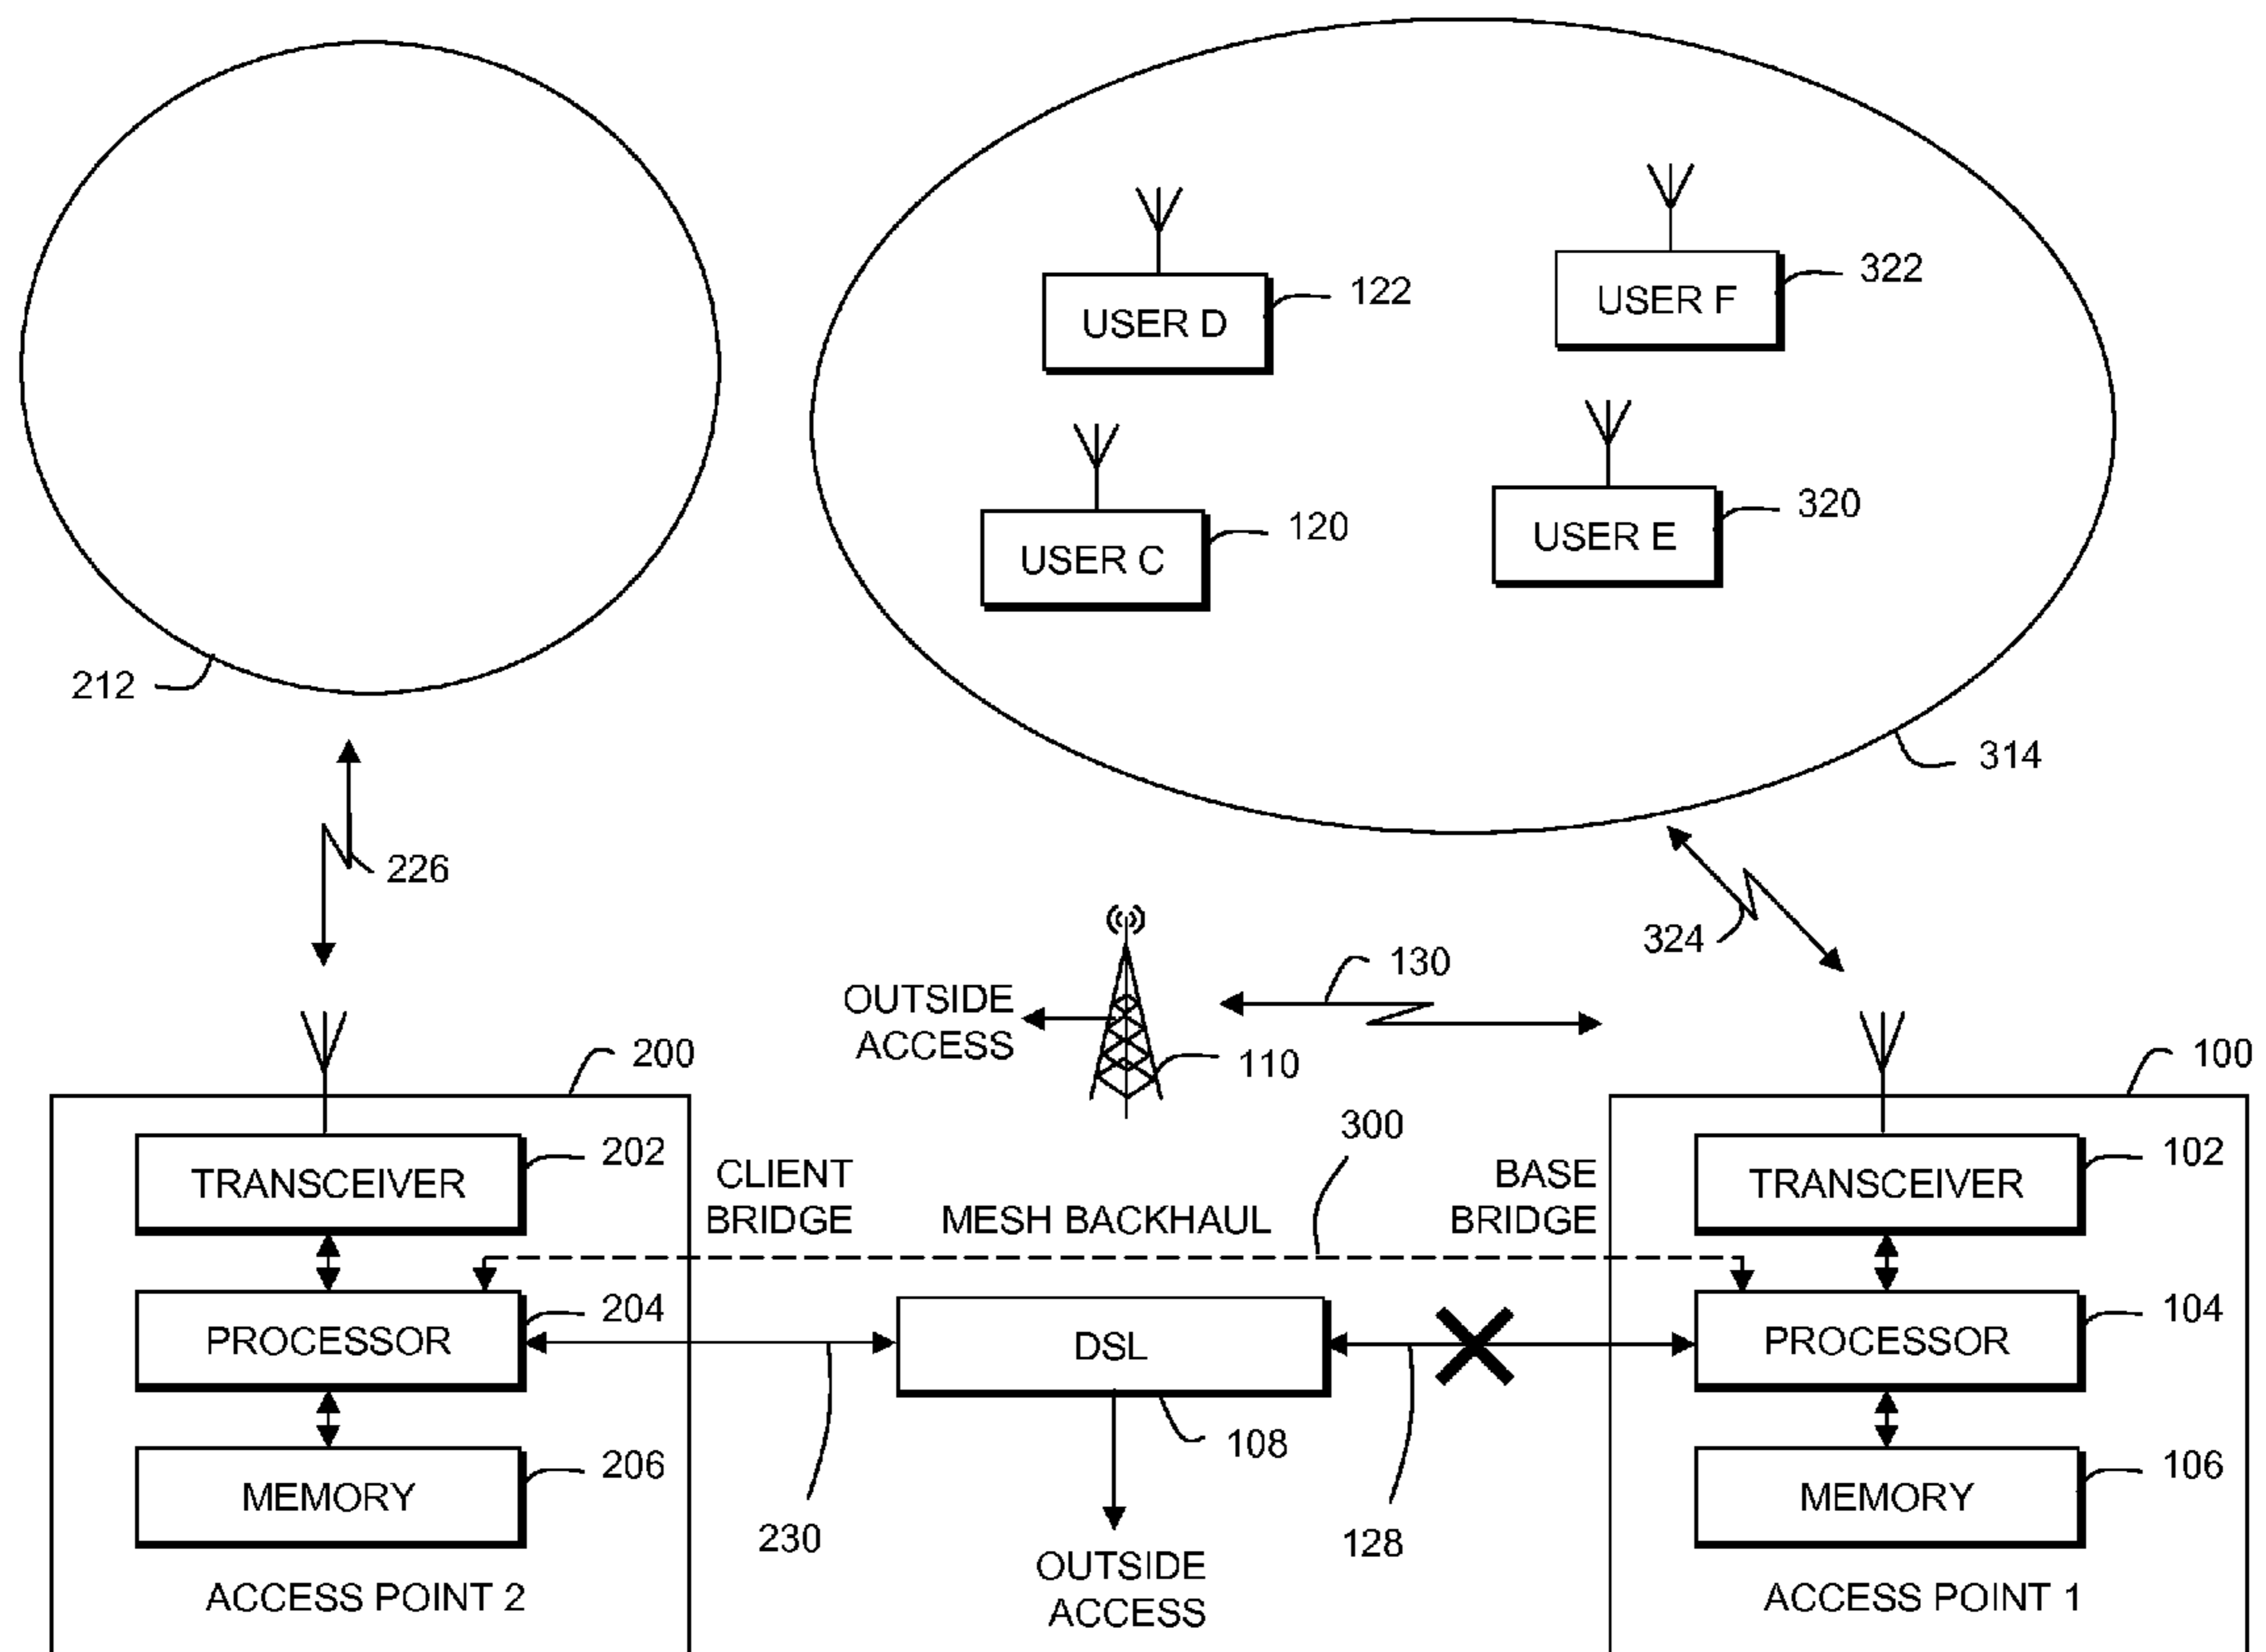 322
122
USER F
USER D
320
120
USER E
USER C
212
314
226
324
130
OUTSIDE
ACCESS
110
200
100
300
202
CLIENT
BRIDGE
MESH BACKHAUL
BASE
BRIDGE
102
TRANSCEIVER
TRANSCEIVER
204
104
PROCESSOR
DSL
PROCESSOR
108
206
106
MEMORY
MEMORY
230
128
OUTSIDE
ACCESS
ACCESS POINT 2
ACCESS POINT 1